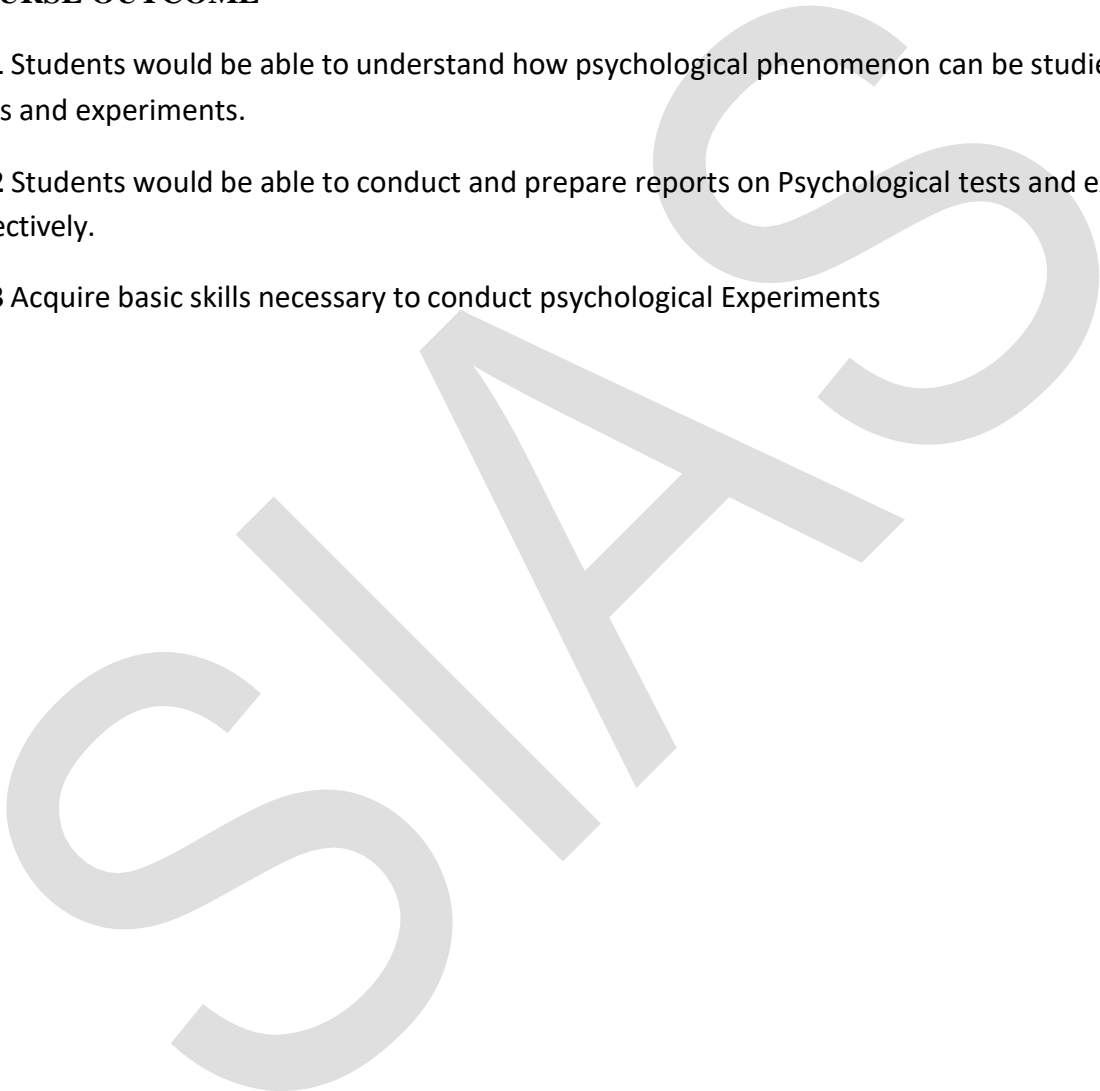 URSE OUTCOME
Students would be able to understand how psychological phenomenon can be studie
s and experiments.
2 Students would be able to conduct and prepare reports on Psychological tests and e
ectively.
3 Acquire basic skills necessary to conduct psychological Experiments
SIAS